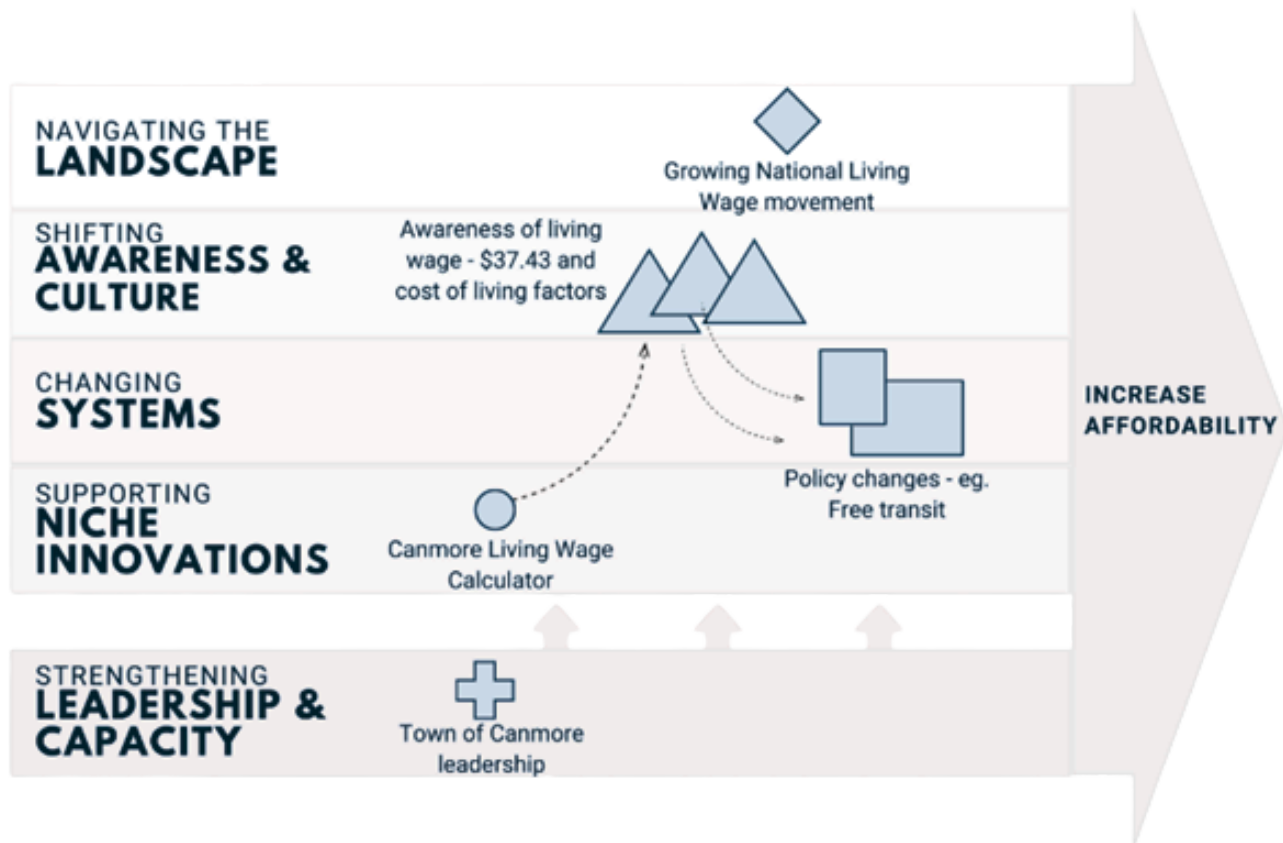 NAVIGATING THE
LANDSCAPE
Growing National Living
Wage movement
SHIFTING
AWARENESS &
CULTURE
Awareness of living
wage - $37.43 and
cost of living factors
CHANGING
SYSTEMS
Policy changes - eg.
Free transit
SUPPORTING
NICHE
INNOVATIONS
Canmore Living Wage
Calculator
STRENGTHENING
LEADERSHIP &
CAPACITY
Town of Canmore
leadership
INCREASE
AFFORDABILITY